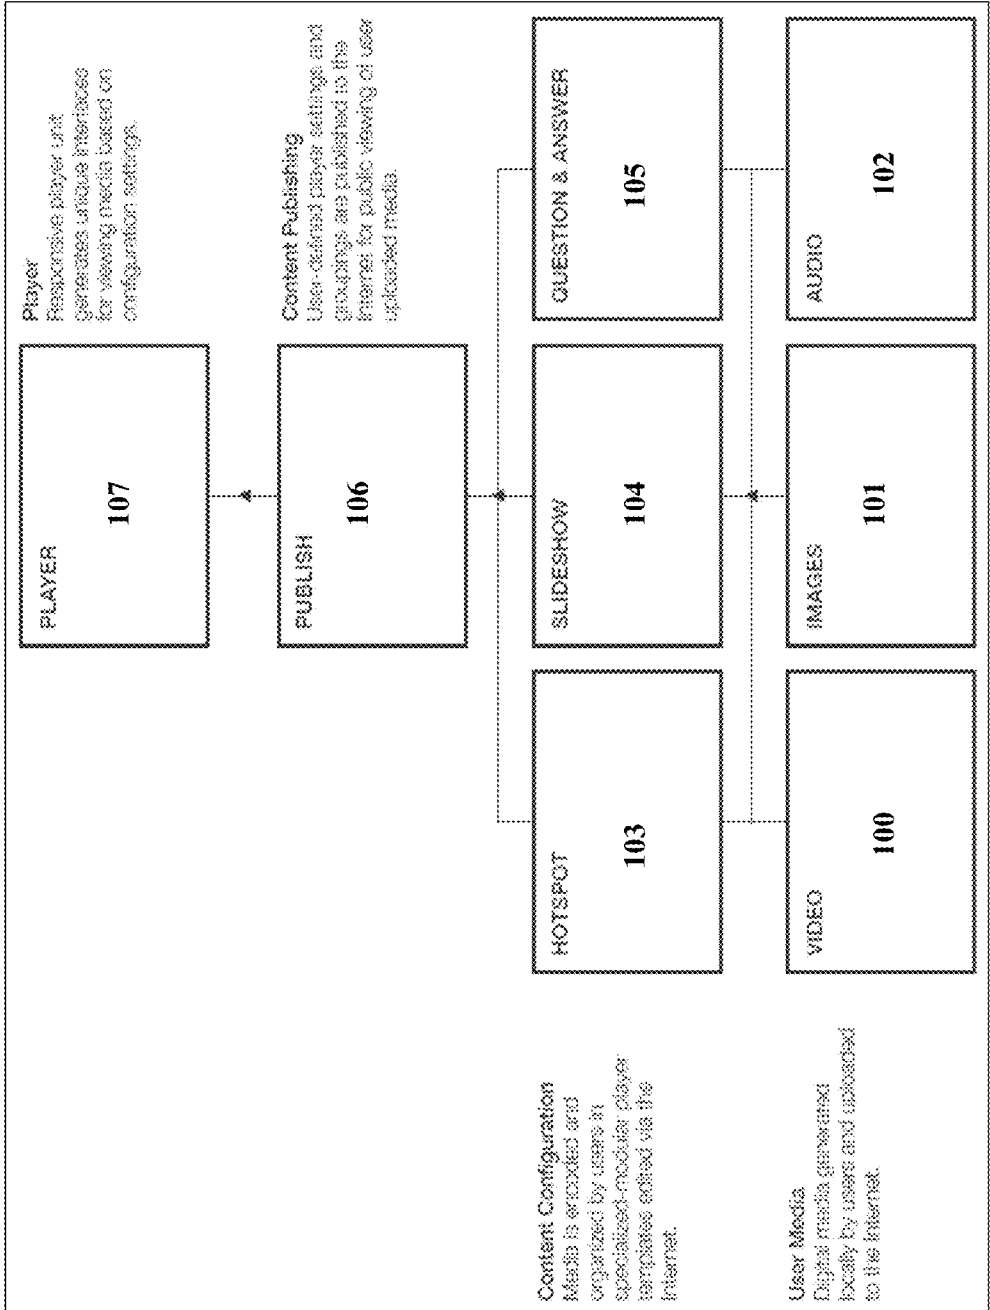 Player
Responsive player unit
generates unique interfaces
for viewing media based on
configuration settings.
PLAYER
107
Content Publishing
User-defined player settings and
groupings are published to the
Internet for public viewing of user
uploaded media.
PUBLISH
106
Content Configuration
Media is encoded and
organized by users in
specialized-modular player
templates edited via the
Internet.
HOTSPOT
103
SLIDESHOW
104
QUESTION & ANSWER
105
User Media
Digital media generated
locally by users and uploaded
to the Internet.
VIDEO
100
IMAGES
101
AUDIO
102